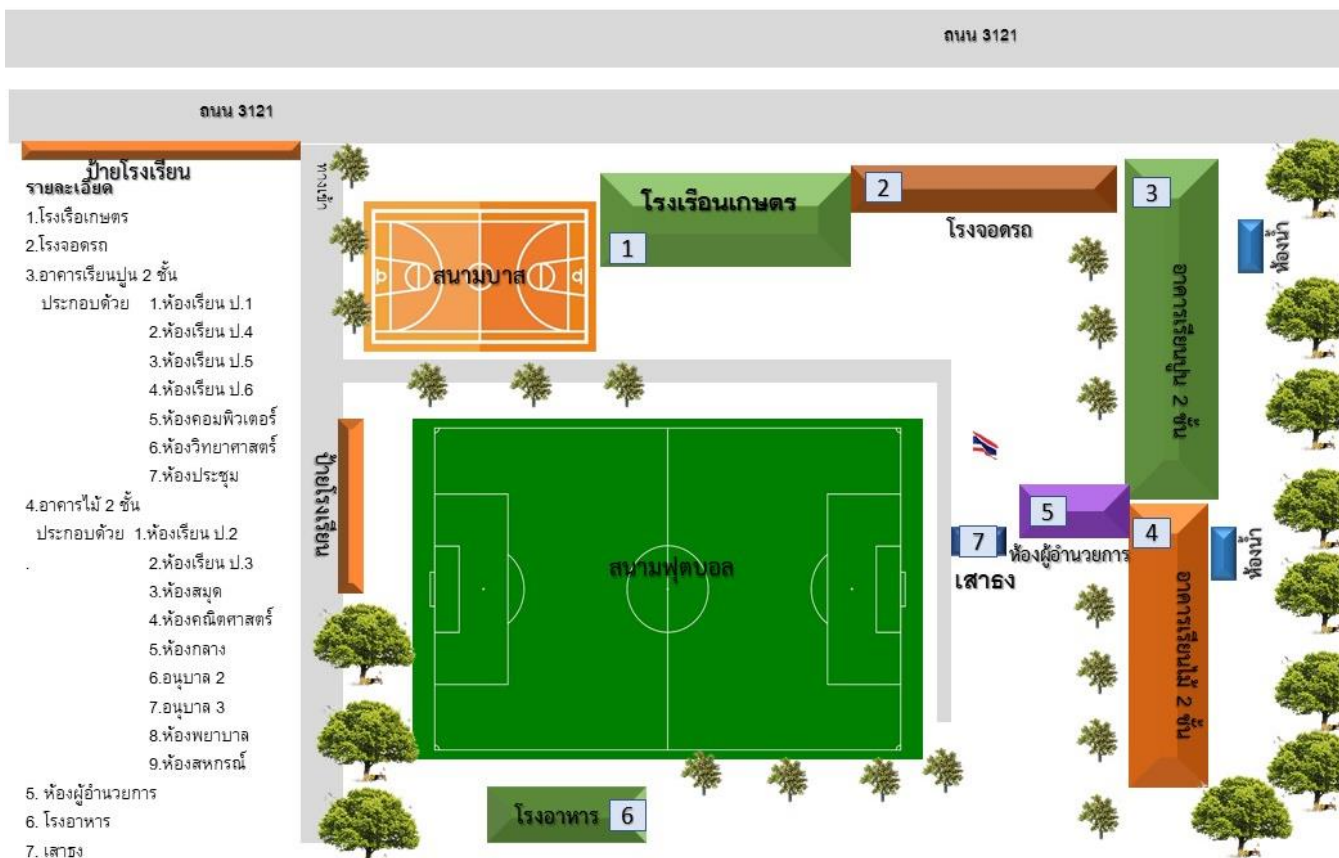 ถนน 3121
ถนน 3121
ป้ายโรงเรียน
รายละเอียด
1.โรงเรือเกษตร
2.โรงจอดรถ
3.อาคารเรียนปูน 2 ชั้น
ประกอบด้วย 1.ห้องเรียน ป.1
2.ห้องเรียน ป.4
3.ห้องเรียน ป.5
4.ห้องเรียน ป.6
5.ห้องคอมพิวเตอร์
6.ห้องวิทยาศาสตร์
7.ห้องประชุม
4.อาคารไม้ 2 ชั้น
ประกอบด้วย 1.ห้องเรียน ป.2
.
2.ห้องเรียน ป.3
3.ห้องสมุด
4.ห้องคณิตศาสตร์
5.ห้องกลาง
6.อนุบาล 2
7.อนุบาล 3
8.ห้องพยาบาล
9.ห้องสหกรณ์
5. ห้องผู้อำนวยการ
6. โรงอาหาร
7. เสาธง
ทางเข้า
สนามบาส
โรงเรือนเกษตร
1
2
โรงจอดรถ
3
อาคารเรียนปูน 2 ชั้น
ห้องน้ำ
ป้ายโรงเรียน
สนามฟุตบอล
7
เสาธง
5
ห้องผู้อำนวยการ
4
อาคารเรียนไม้ 2 ชั้น
ห้องน้ำ
โรงอาหาร 6